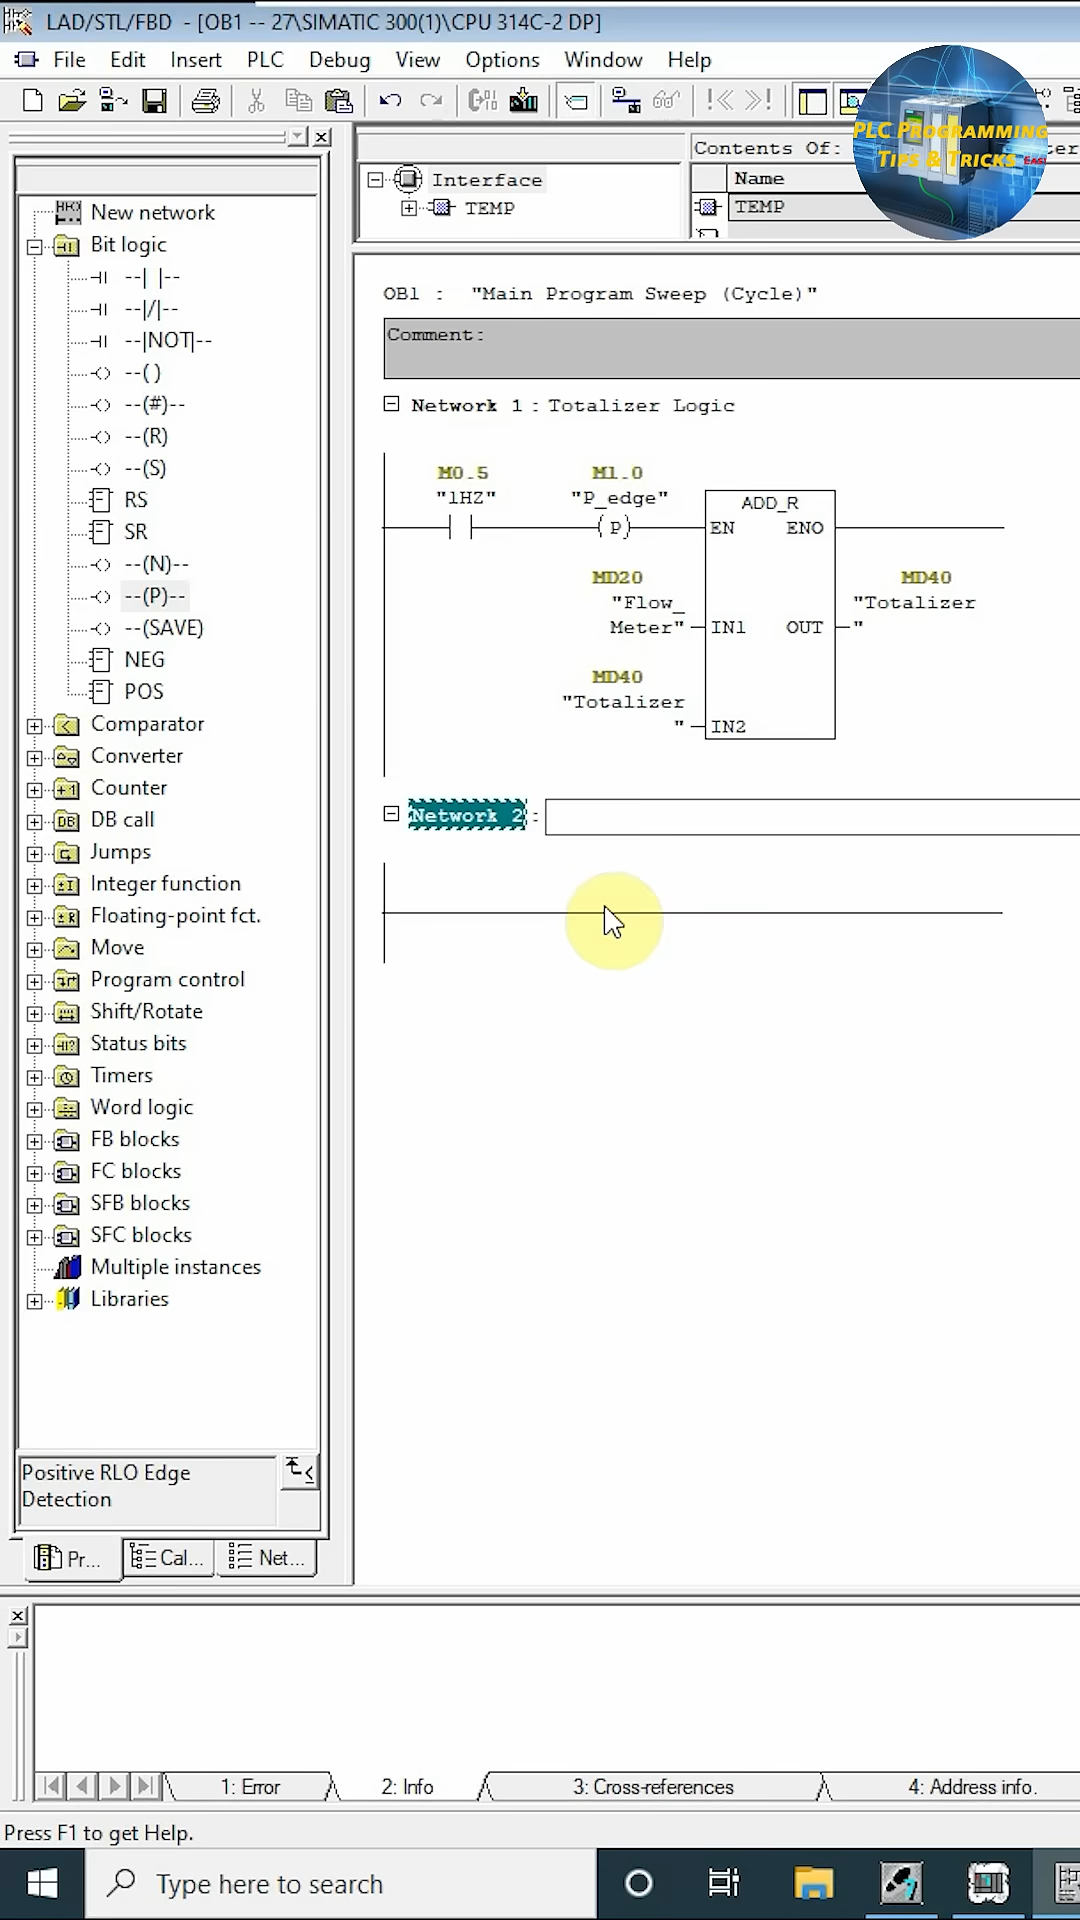 LAD/STL/FBD - [OB1 -- 27\SIMATIC 300(1)\CPU 314C-2 DP]
File Edit Insert PLC Debug View Options Window Help
PLC PROGRAMMING
TIPS & TRICKS EASY
New network
Bit logic
--| |--
--|/|--
--|NOT|--
--( )
--(#)--
--(R)
--(S)
RS
SR
--(N)--
--(P)--
--(SAVE)
NEG
POS
Comparator
Converter
Counter
DB call
Jumps
Integer function
Floating-point fct.
Move
Program control
Shift/Rotate
Status bits
Timers
Word logic
FB blocks
FC blocks
SFB blocks
SFC blocks
Multiple instances
Libraries
Positive RLO Edge
Detection
Pr... Cal... Net...
Interface
TEMP
Contents Of:
Name
TEMP
OB1 : "Main Program Sweep (Cycle)"
Comment:
Network 1 : Totalizer Logic
M0.5 M1.0
"1HZ" "P_edge"
(P)
ADD_R
EN ENO
MD20 MD40
"Flow_ "Totalizer
Meter" IN1 OUT "
MD40
"Totalizer
" IN2
Network 2 :
1: Error 2: Info 3: Cross-references 4: Address info.
Press F1 to get Help.
Type here to search